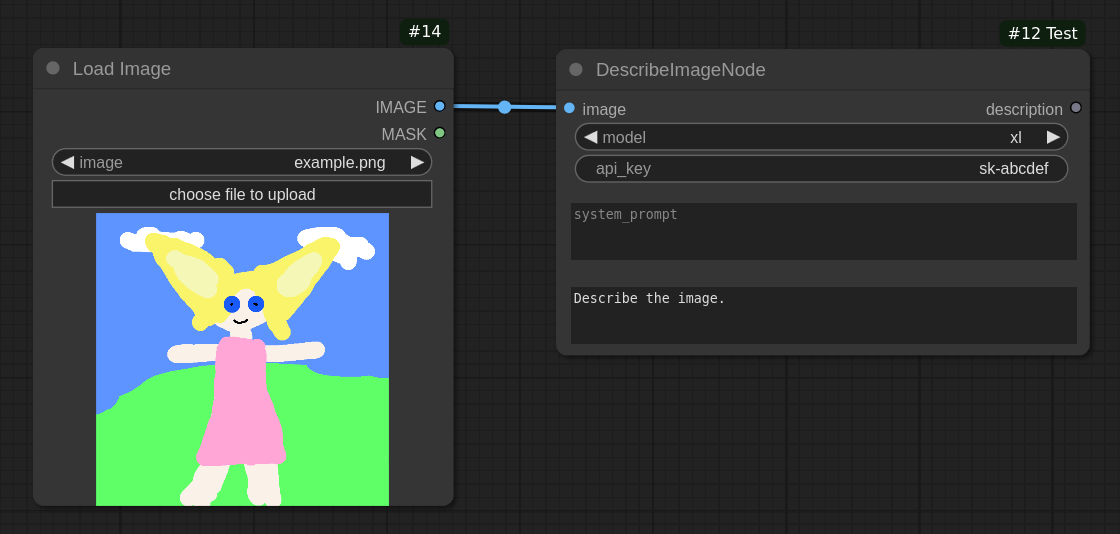 #14
Load Image
IMAGE
MASK
image example.png
choose file to upload
#12 Test
DescribeImageNode
image description
model xl
api_key sk-abcdef
system_prompt
Describe the image.